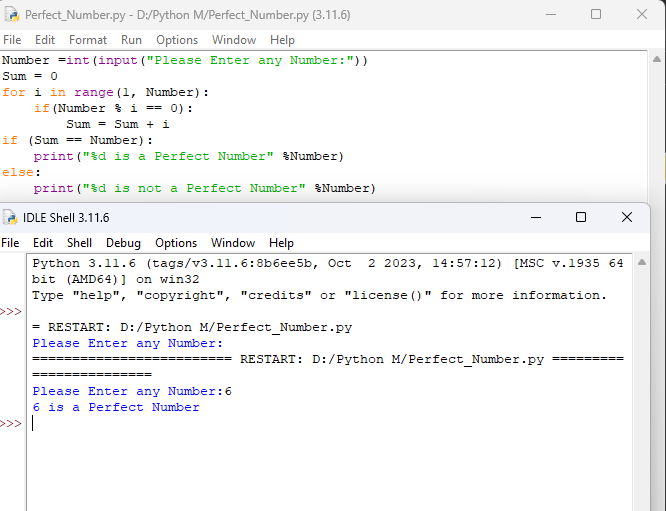 Perfect_Number.py - D:/Python M/Perfect_Number.py (3.11.6)
File Edit Format Run Options Window Help
Number =int(input("Please Enter any Number:"))
Sum = 0
for i in range(1, Number):
    if(Number % i == 0):
        Sum = Sum + i
if (Sum == Number):
    print("%d is a Perfect Number" %Number)
else:
    print("%d is not a Perfect Number" %Number)
IDLE Shell 3.11.6
File Edit Shell Debug Options Window Help
Python 3.11.6 (tags/v3.11.6:8b6ee5b, Oct  2 2023, 14:57:12) [MSC v.1935 64
bit (AMD64)] on win32
Type "help", "copyright", "credits" or "license()" for more information.
>>>
= RESTART: D:/Python M/Perfect_Number.py
Please Enter any Number:
========================= RESTART: D:/Python M/Perfect_Number.py =========
===============
Please Enter any Number:6
6 is a Perfect Number
>>>